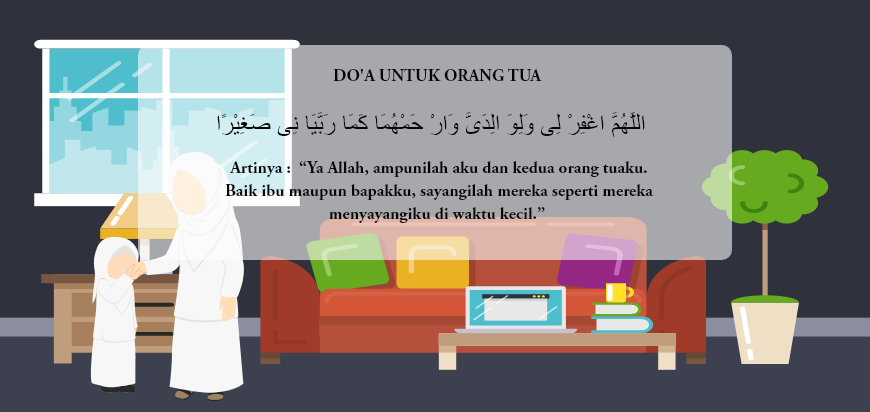 DO'A UNTUK ORANG TUA
اللّٰهُمَّ اغْفِرْ لِى وَلِوَ الِدَىَّ وَارْ حَمْهُمَا كَمَا رَبَّيَا نِى صَغِيْرًا
Artinya : “Ya Allah, ampunilah aku dan kedua orang tuaku.
Baik ibu maupun bapakku, sayangilah mereka seperti mereka
menyayangiku di waktu kecil.”